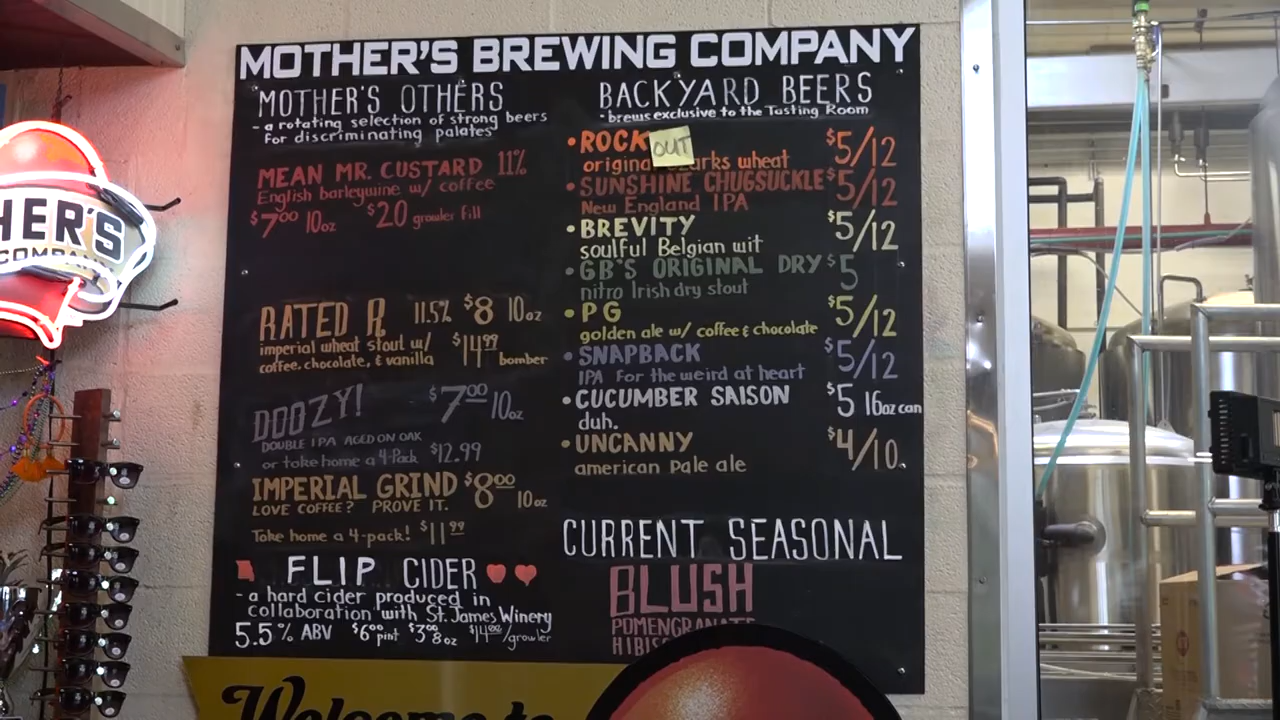 MOTHER'S BREWING COMPANY
MOTHER'S OTHERS
- a rotating selection of strong beers
for discriminating palates
MEAN MR. CUSTARD 11%
English barleywine w/ coffee
$7.00 10oz $20 growler fill
RATED R 11.5% $8 10oz
imperial wheat stout w/
coffee, chocolate, & vanilla $14.99 bomber
DOOZY! $7.00 10oz
DOUBLE IPA AGED ON OAK
or take home a 4-Pack $12.99
IMPERIAL GRIND $8.00 10oz
LOVE COFFEE? PROVE IT.
Take home a 4-pack! $11.99
FLIP CIDER
- a hard cider produced in
collaboration with St. James Winery
5.5% ABV $6.00 pint $3.00 8oz $14.00/growler
BACKYARD BEERS
• brews exclusive to the Tasting Room
• ROCK OUT $5/12
original wheat
• SUNSHINE CHUGSUCKLE $5/12
New England IPA
• BREVITY $5/12
soulful Belgian wit
• GB'S ORIGINAL DRY $5
nitro Irish dry stout
• PG $5/12
golden ale w/ coffee & chocolate
• SNAPBACK $5/12
IPA For the weird at heart
• CUCUMBER SAISON $5 16oz can
duh.
• UNCANNY $4/10
american pale ale
CURRENT SEASONAL
BLUSH
POMENGRANATE
HIBISC
HER'S
COMPANY
Welcome to